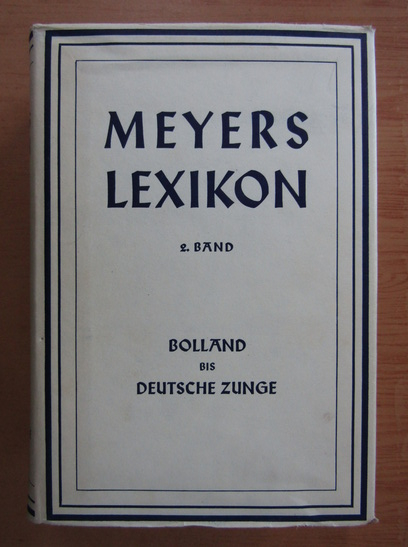 MEYERS
LEXIKON
2. BAND
BOLLAND
BIS
DEUTSCHE ZUNGE